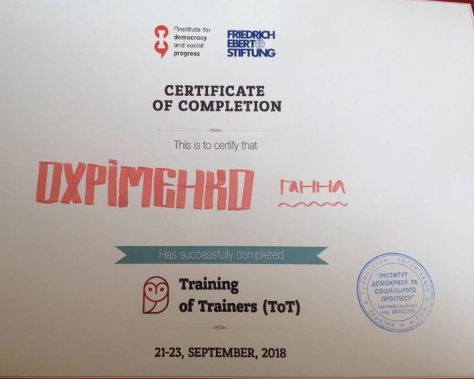 "Institute for
democracy
and social
progress
FRIEDRICH
EBERT
STIFTUNG
CERTIFICATE
OF COMPLETION
This is to certify that
ОХРІМЕНКО ГАННА
Has successfully completed
Training
of Trainers (ToT)
21-23, SEPTEMBER, 2018
"ІНСТИТУТ
ДЕМОКРАТІЇ ТА
СОЦІАЛЬНОГО
ПРОГРЕСУ"